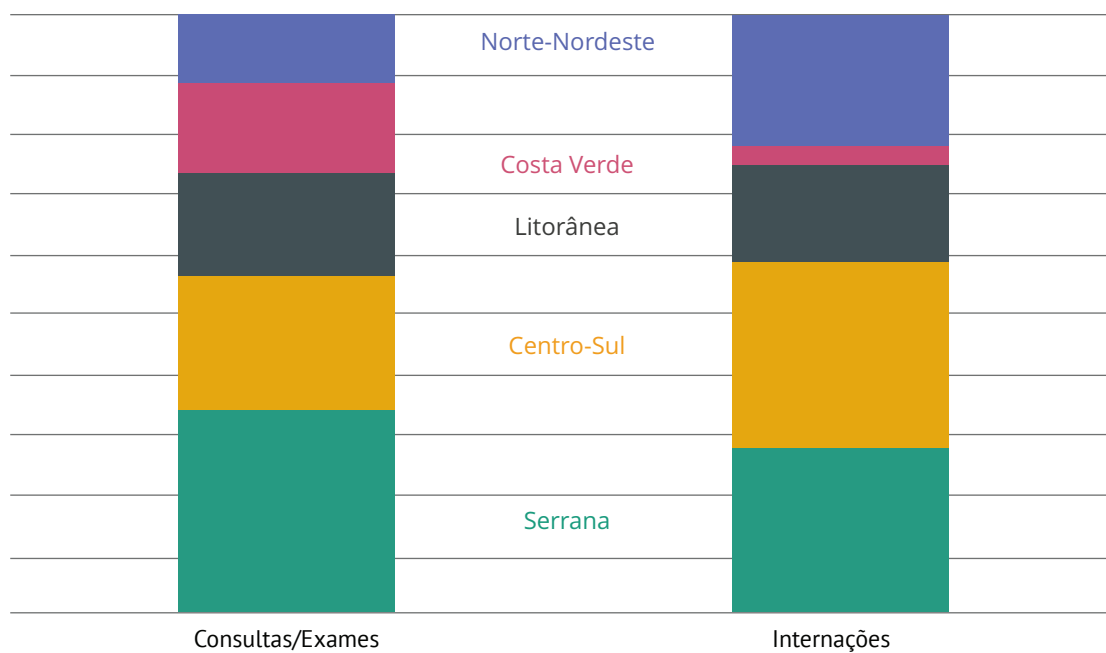 Norte-Nordeste
Costa Verde
Litorânea
Centro-Sul
Serrana
Consultas/Exames
Internações